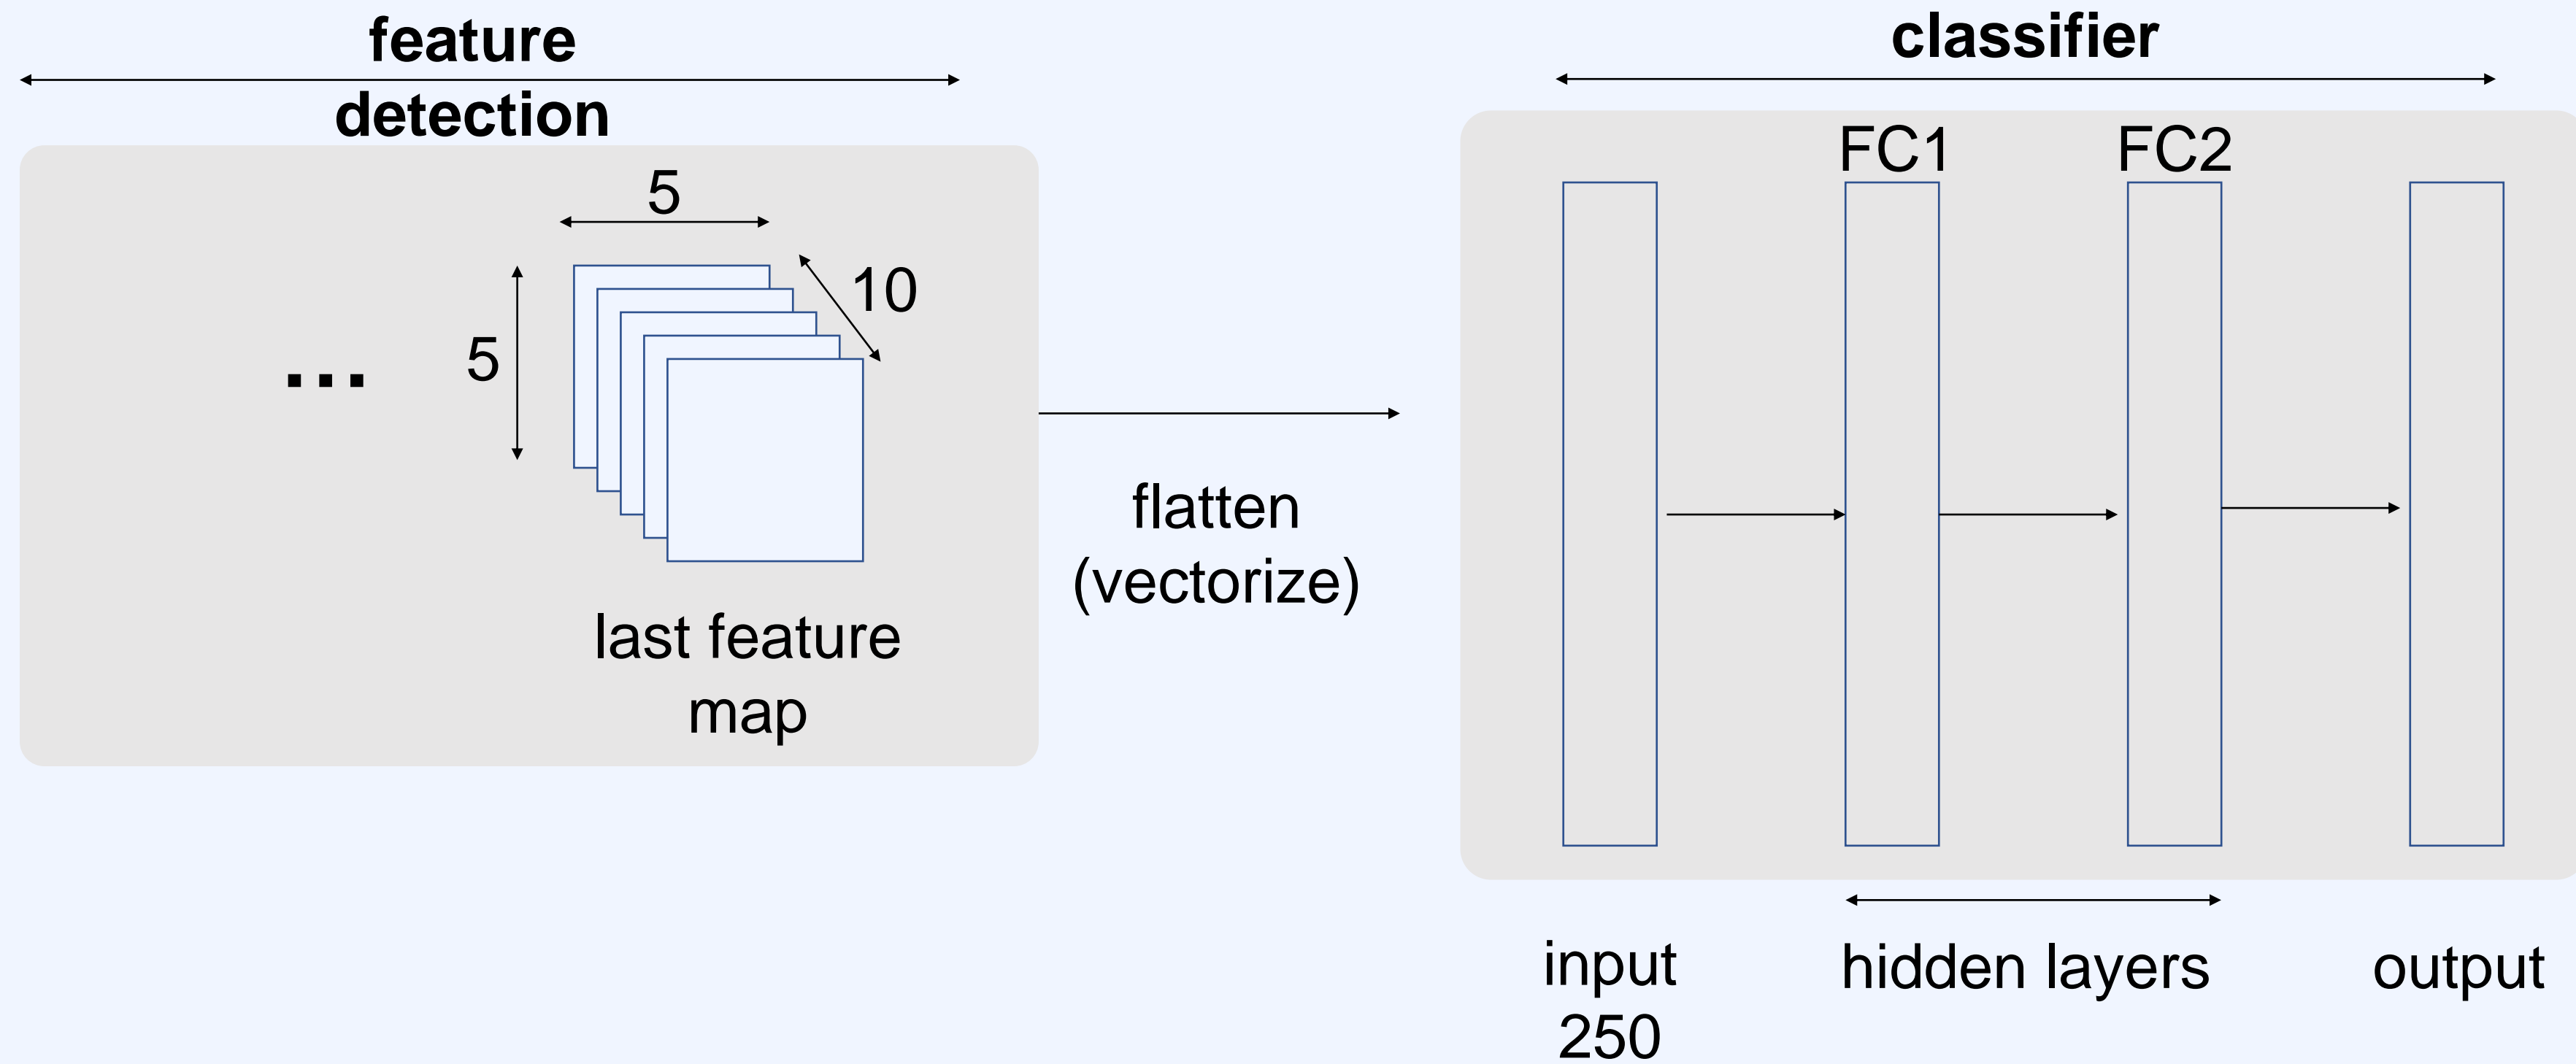 feature
detection
5
10
5
...
last feature
map
flatten
(vectorize)
classifier
FC1
FC2
input
250
hidden layers
output